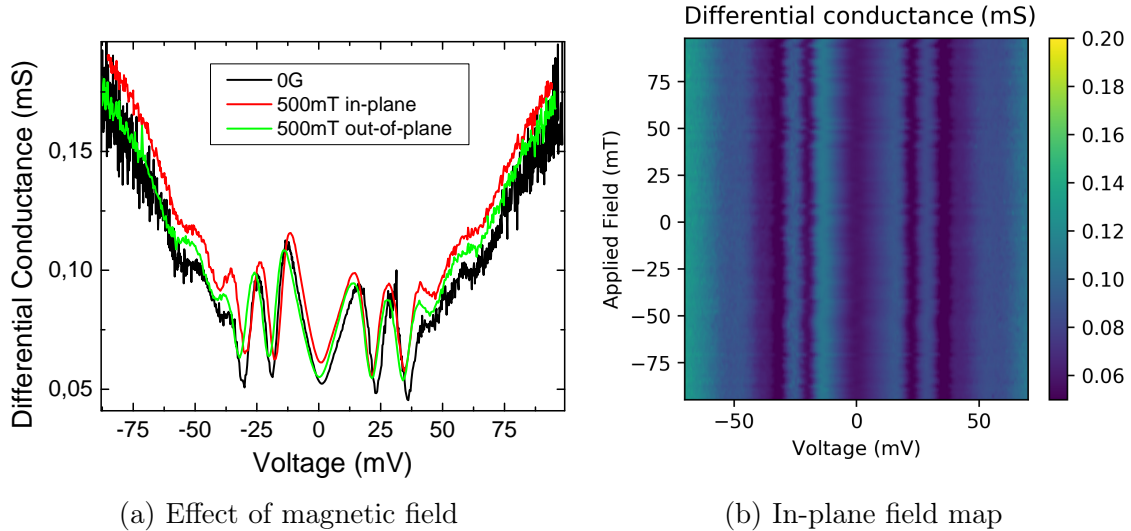 Differential Conductance (mS)
0,15
0,10
0,05
0G
500mT in-plane
500mT out-of-plane
-75 -50 -25 0 25 50 75
Voltage (mV)
(a) Effect of magnetic field
Differential conductance (mS)
Applied Field (mT)
75
50
25
0
−25
−50
−75
−50 0 50
Voltage (mV)
0.20
0.18
0.16
0.14
0.12
0.10
0.08
0.06
(b) In-plane field map